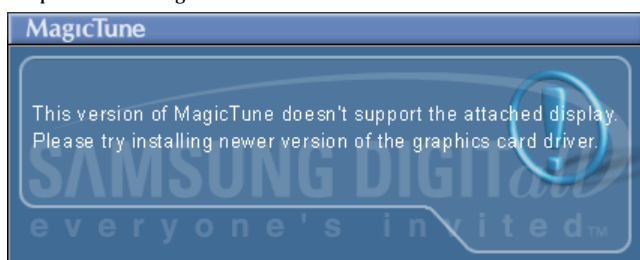 MagicTune
This version of MagicTune doesn't support the attached display.
Please try installing newer version of the graphics card driver.
SAMSUNG DIGITall
everyone's invited™